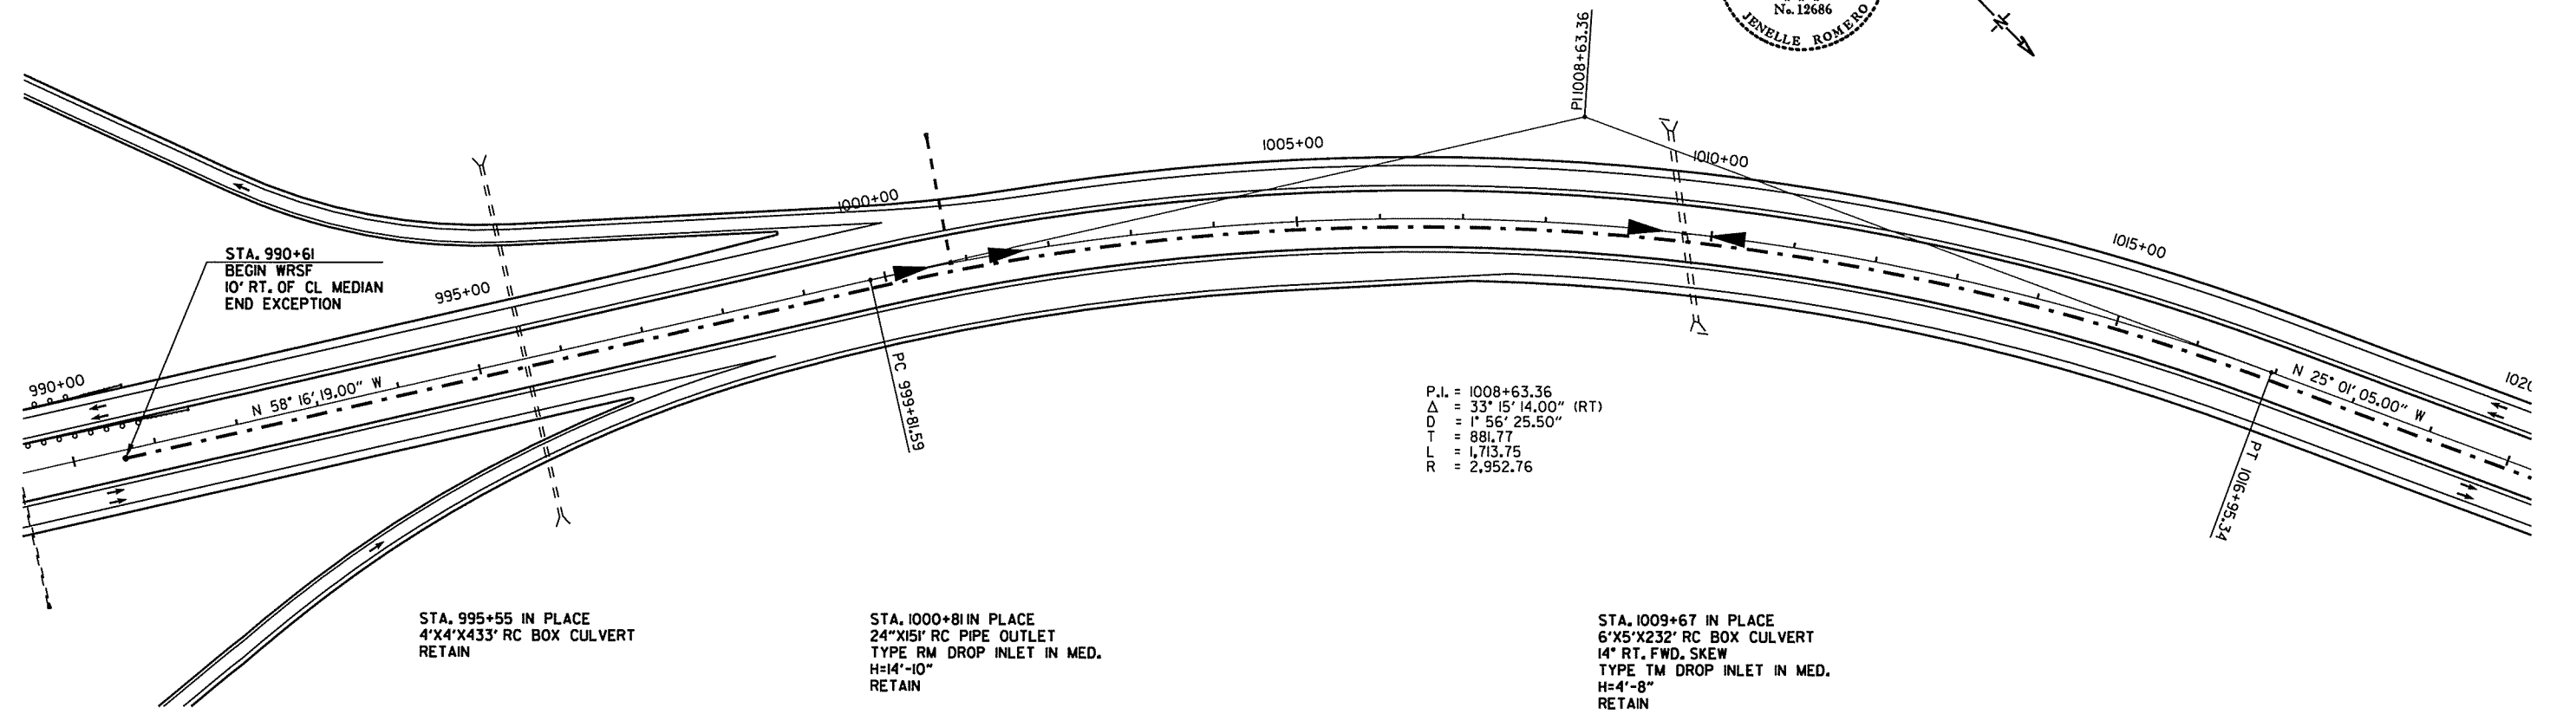 No. 12686
JENELLE ROMERO
N
PI 1008+63.36
1005+00
1010+00
1000+00
1015+00
STA. 990+61
BEGIN WRSF
10' RT. OF CL MEDIAN
END EXCEPTION
995+00
990+00
N 58° 16' 19.00" W
PC 999+81.59
N 25° 01' 05.00" W
PT 1016+95.34
P.I. = 1008+63.36
Δ = 33° 15' 14.00" (RT)
D = 1° 56' 25.50"
T = 881.77
L = 1,713.75
R = 2,952.76
STA. 995+55 IN PLACE
4'X4'X433' RC BOX CULVERT
RETAIN
STA. 1000+81 IN PLACE
24"X151' RC PIPE OUTLET
TYPE RM DROP INLET IN MED.
H=14'-10"
RETAIN
STA. 1009+67 IN PLACE
6'X5'X232' RC BOX CULVERT
14° RT. FWD. SKEW
TYPE TM DROP INLET IN MED.
H=4'-8"
RETAIN